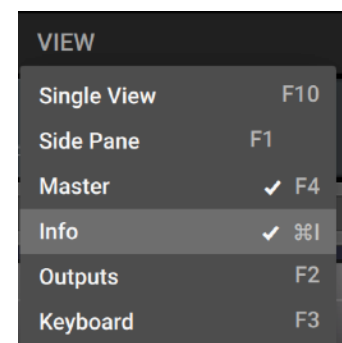 VIEW
Single View F10
Side Pane F1
Master ✓ F4
Info ✓ ⌘I
Outputs F2
Keyboard F3